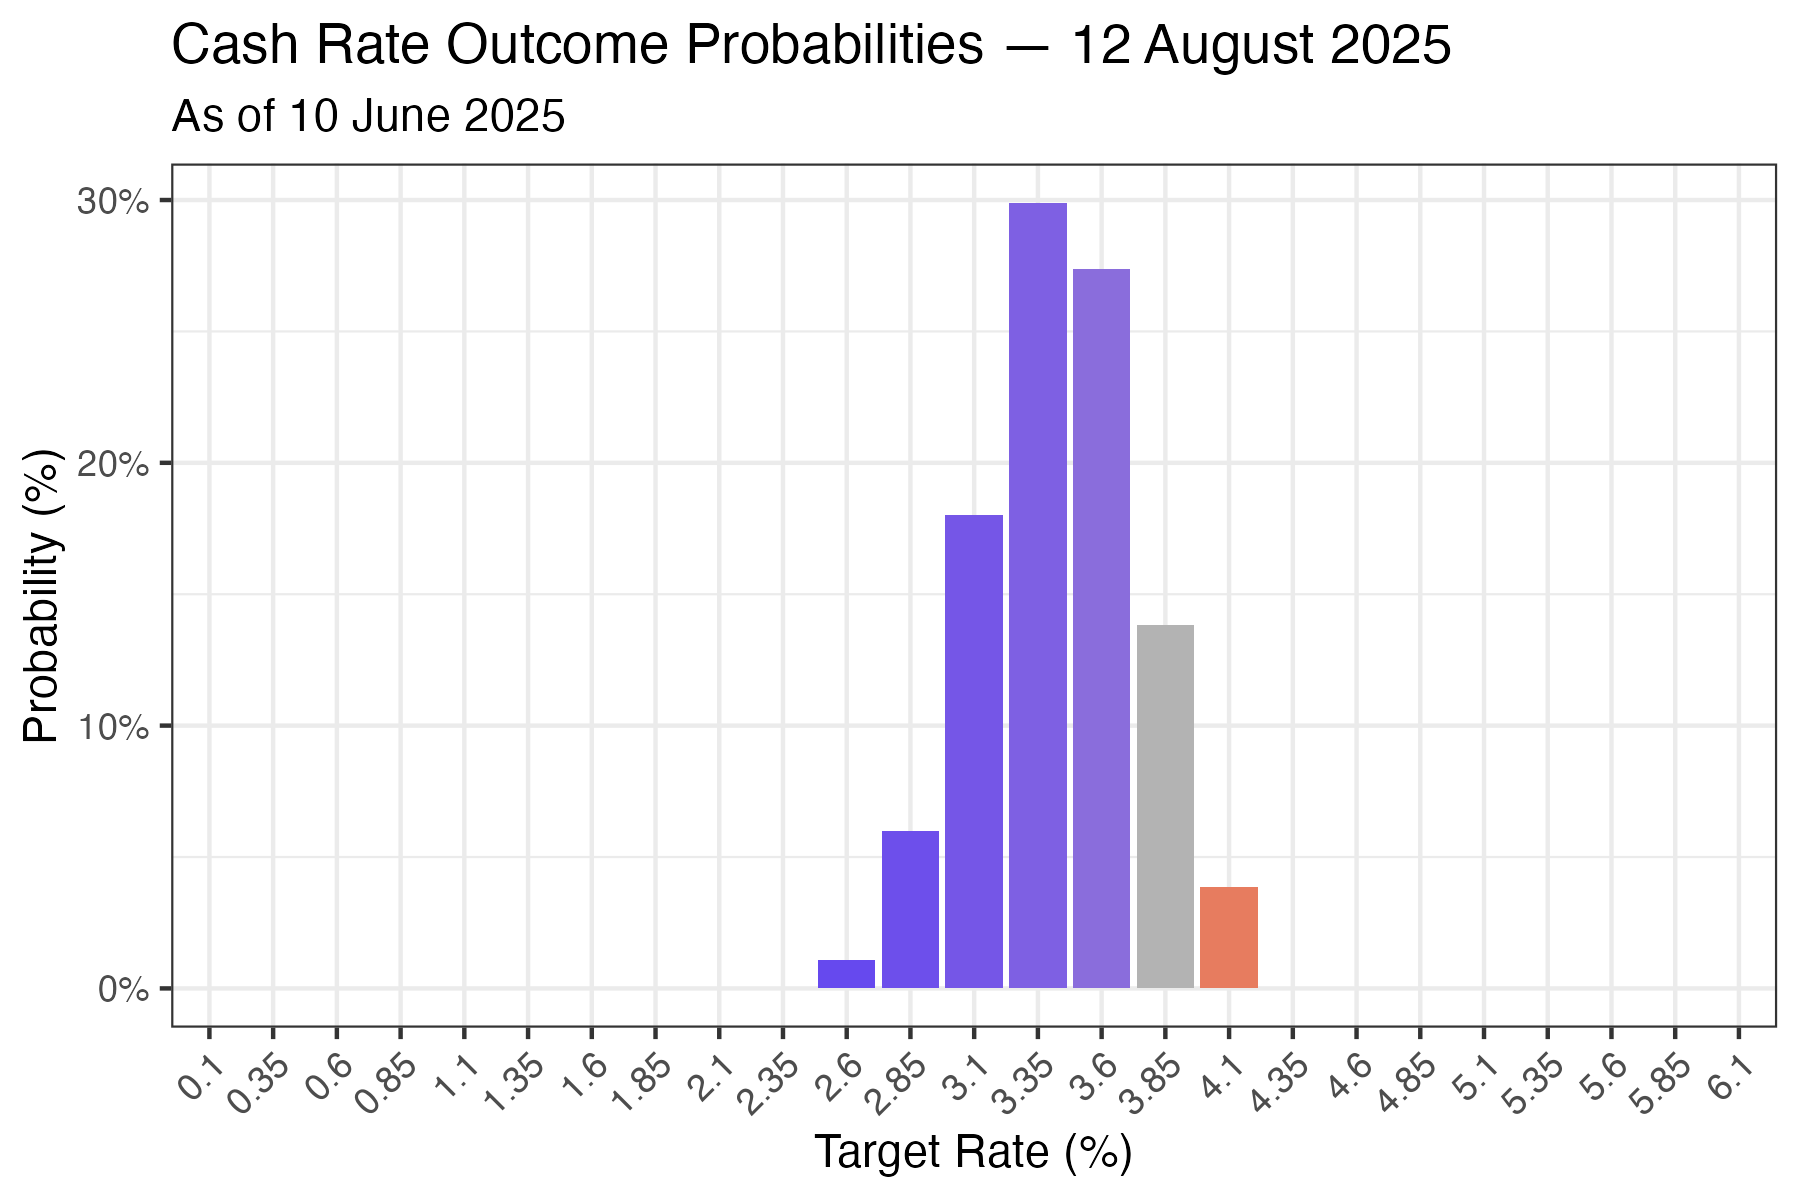 Cash Rate Outcome Probabilities — 12 August 2025
As of 10 June 2025
Probability (%)
30%
20%
10%
0%
0.1 0.35 0.6 0.85 1.1 1.35 1.6 1.85 2.1 2.35 2.6 2.85 3.1 3.35 3.6 3.85 4.1 4.35 4.6 4.85 5.1 5.35 5.6 5.85 6.1
Target Rate (%)